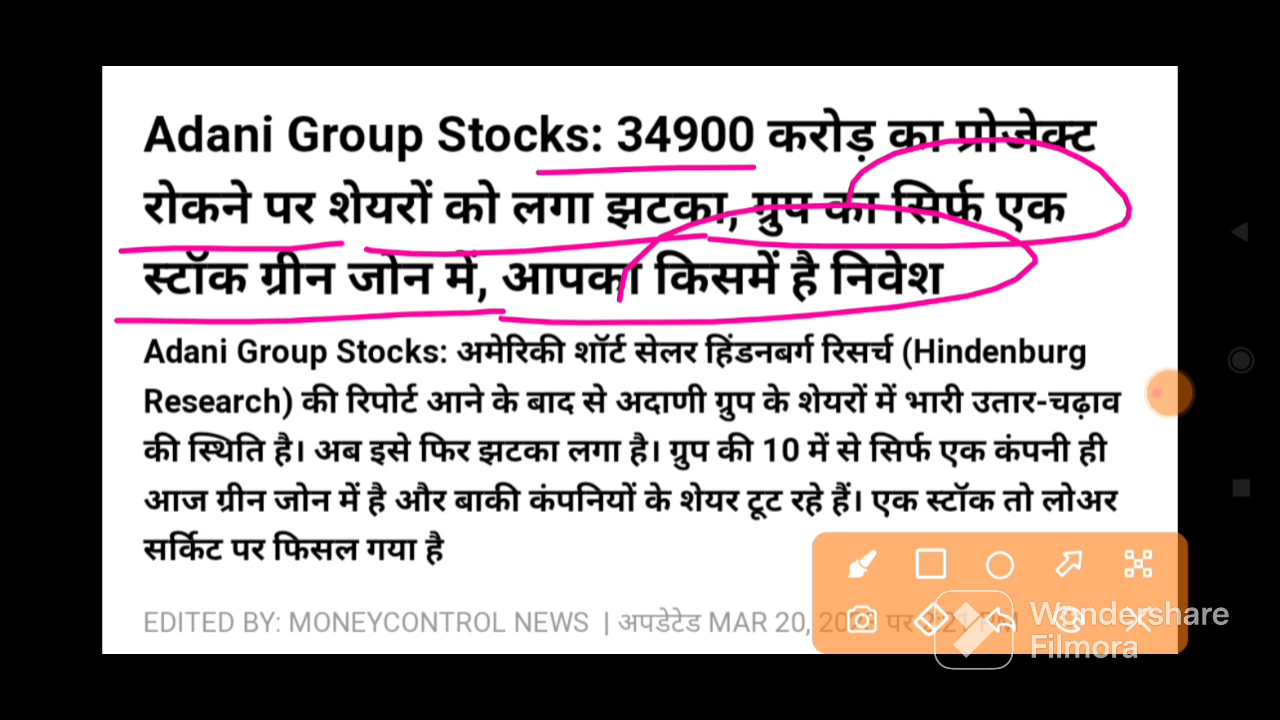 Adani Group Stocks: 34900 करोड़ का प्रोजेक्ट
रोकने पर शेयरों को लगा झटका, ग्रुप का सिर्फ एक
स्टॉक ग्रीन जोन में, आपका किसमें है निवेश
Adani Group Stocks: अमेरिकी शॉर्ट सेलर हिंडनबर्ग रिसर्च (Hindenburg
Research) की रिपोर्ट आने के बाद से अदाणी ग्रुप के शेयरों में भारी उतार-चढ़ाव
की स्थिति है। अब इसे फिर झटका लगा है। ग्रुप की 10 में से सिर्फ एक कंपनी ही
आज ग्रीन जोन में है और बाकी कंपनियों के शेयर टूट रहे हैं। एक स्टॉक तो लोअर
सर्किट पर फिसल गया है
EDITED BY: MONEYCONTROL NEWS | अपडेटेड MAR 20, पर
Wondershare
Filmora